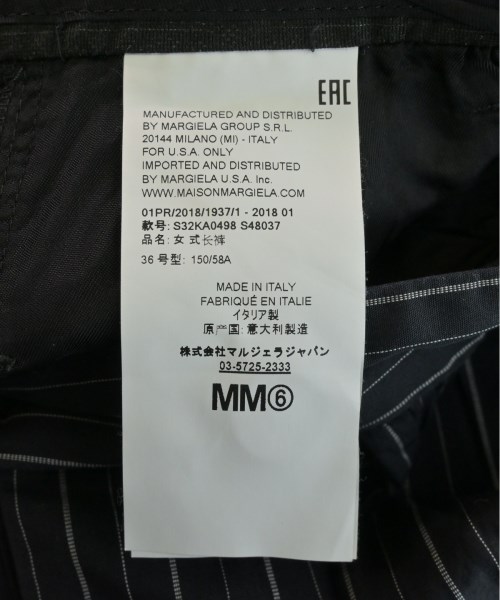 EAC
MANUFACTURED AND DISTRIBUTED
BY MARGIELA GROUP S.R.L.
20144 MILANO (MI) - ITALY
FOR U.S.A. ONLY
IMPORTED AND DISTRIBUTED
BY MARGIELA U.S.A. Inc.
WWW.MAISONMARGIELA.COM
01PR/2018/1937/1 - 2018 01
款号: S32KA0498 S48037
品名: 女 式长裤
36 号型: 150/58A
MADE IN ITALY
FABRIQUÉ EN ITALIE
イタリア製
原产国: 意大利製造
株式会社マルジェラジャパン
03-5725-2333
MM⑥